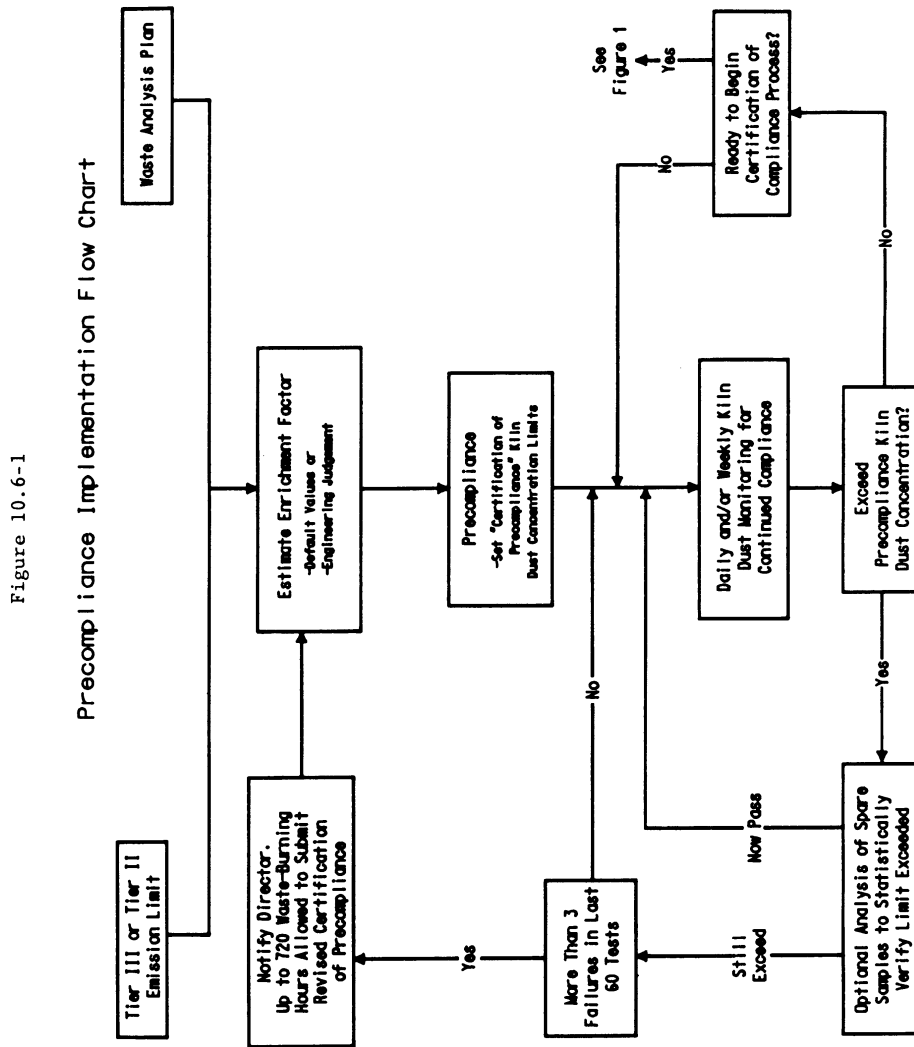 Figure 10.6-1
Precompliance Implementation Flow Chart
Tier III or Tier II
Emission Limit
Waste Analysis Plan
Notify Director.
Up to 720 Waste-Burning
Hours Allowed to Submit
Revised Certification
of Precompliance
Estimate Enrichment Factor
-Default Values or
-Engineering Judgement
Precompliance
-Set "Certification of
Precompliance" Kiln
Dust Concentration Limits
Yes
More Than 3
Failures in Last
60 Tests
No
No
See
Figure 1
Yes
Daily and/or Weekly Kiln
Dust Monitoring for
Continued Compliance
Ready to Begin
Certification of
Compliance Process?
Still
Exceed
Now Pass
Optional Analysis of Spare
Samples to Statistically
Verify Limit Exceeded
Yes
Exceed
Precompliance Kiln
Dust Concentration?
No